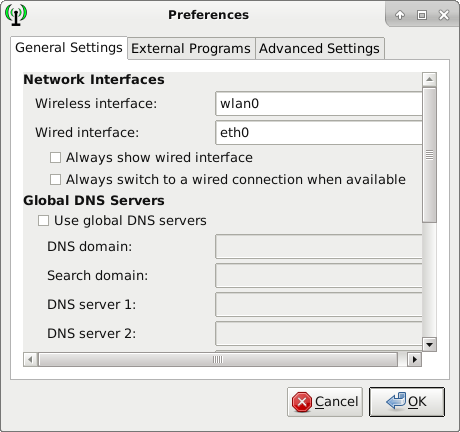 Preferences
General Settings External Programs Advanced Settings
Network Interfaces
Wireless interface: wlan0
Wired interface: eth0
Always show wired interface
Always switch to a wired connection when available
Global DNS Servers
Use global DNS servers
DNS domain:
Search domain:
DNS server 1:
DNS server 2:
Cancel OK